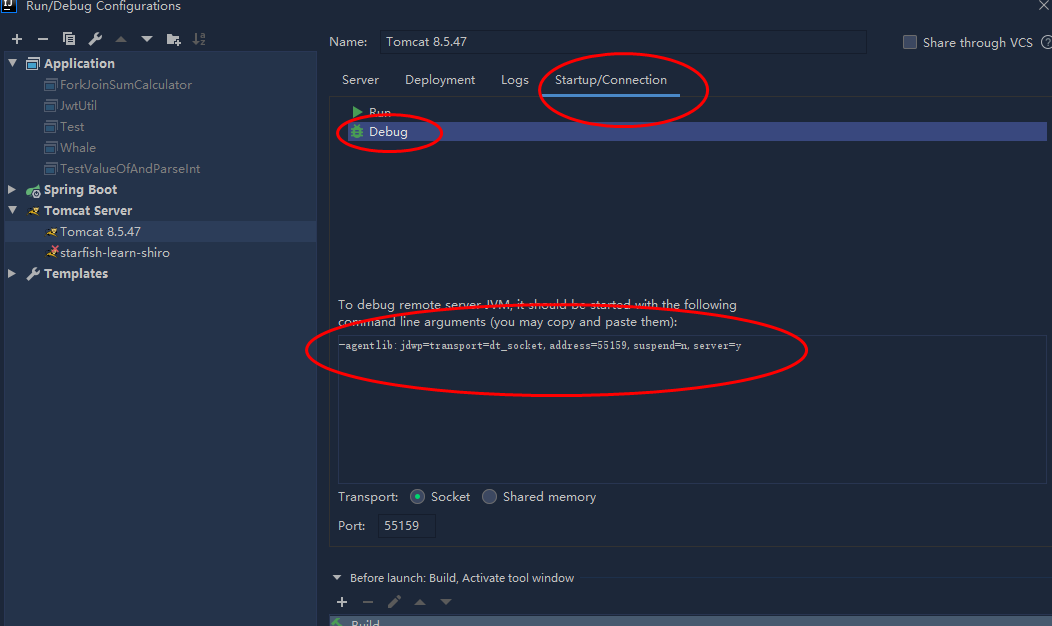 IJ Run/Debug Configurations
Application
ForkJoinSumCalculator
JwtUtil
Test
Whale
TestValueOfAndParseInt
Spring Boot
Tomcat Server
Tomcat 8.5.47
starfish-learn-shiro
Templates
Name: Tomcat 8.5.47
Share through VCS ?
Server Deployment Logs Startup/Connection
Run
Debug
To debug remote server JVM, it should be started with the following
command line arguments (you may copy and paste them):
-agentlib:jdwp=transport=dt_socket,address=55159,suspend=n,server=y
Transport: Socket Shared memory
Port: 55159
Before launch: Build, Activate tool window
Build